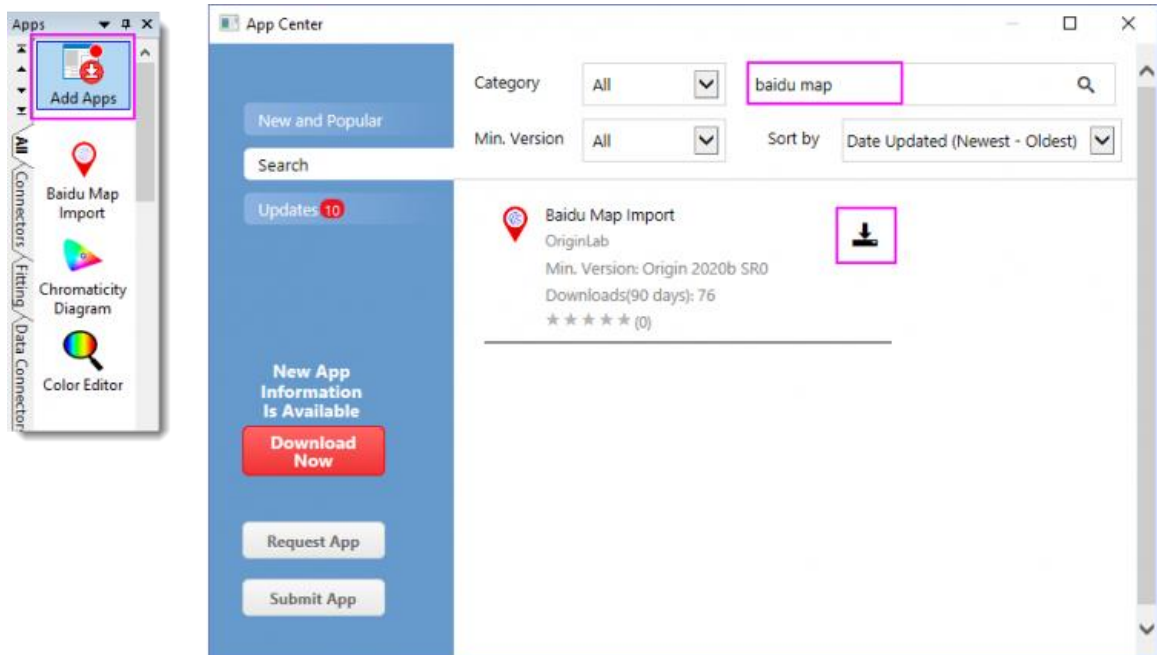 Apps
Add Apps
All
Connectors
Fitting
Data Connector
Baidu Map
Import
Chromaticity
Diagram
Color Editor
App Center
New and Popular
Search
Updates 10
New App
Information
Is Available
Download
Now
Request App
Submit App
Category All baidu map
Min. Version All Sort by Date Updated (Newest - Oldest)
Baidu Map Import
OriginLab
Min. Version: Origin 2020b SR0
Downloads(90 days): 76
(0)